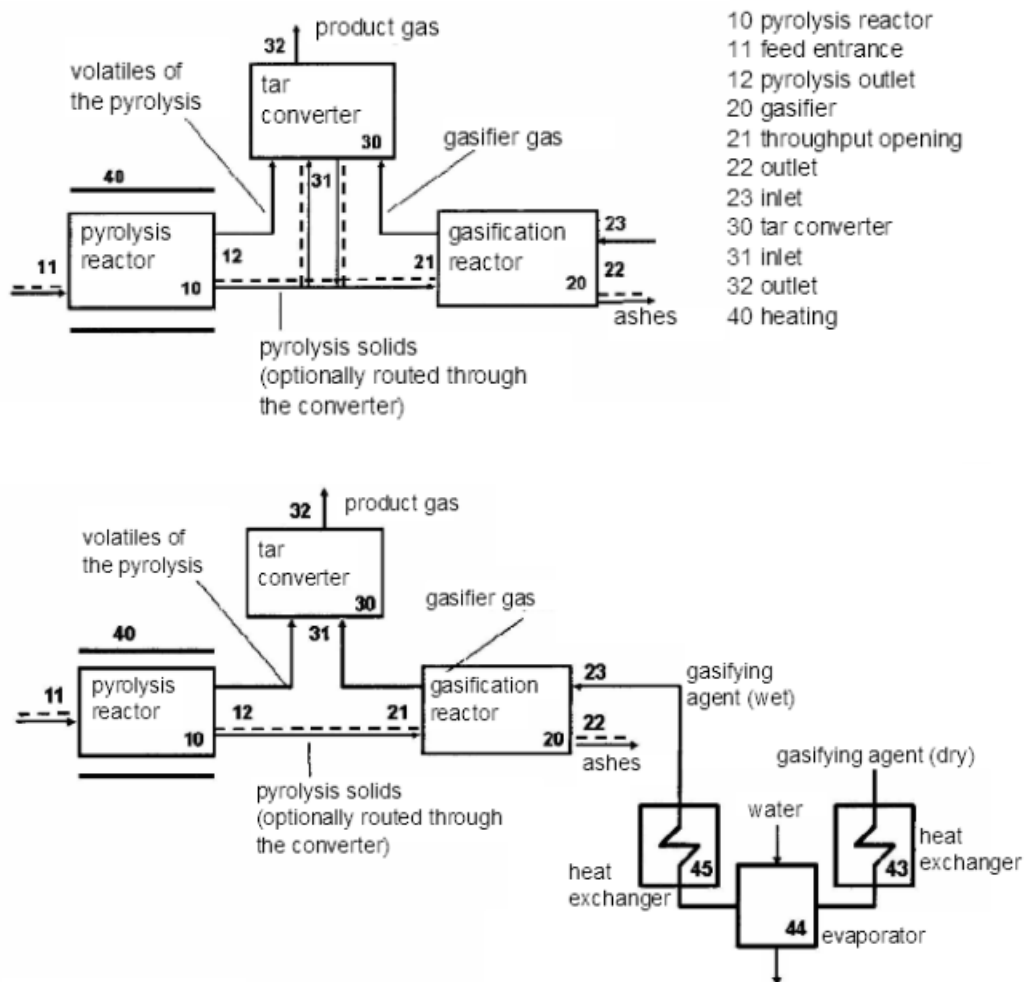 product gas
32
volatiles of
the pyrolysis
tar
converter
30
gasifier gas
40
31
pyrolysis
reactor
10
11
12
21
gasification
reactor
20
23
22
ashes
pyrolysis solids
(optionally routed through
the converter)
10 pyrolysis reactor
11 feed entrance
12 pyrolysis outlet
20 gasifier
21 throughput opening
22 outlet
23 inlet
30 tar converter
31 inlet
32 outlet
40 heating
32
product gas
volatiles of
the pyrolysis
tar
converter
30
gasifier gas
40
31
11
pyrolysis
reactor
10
12
21
gasification
reactor
20
23
22
ashes
gasifying
agent (wet)
pyrolysis solids
(optionally routed through
the converter)
gasifying agent (dry)
water
heat
exchanger
45
43
heat
exchanger
44
evaporator